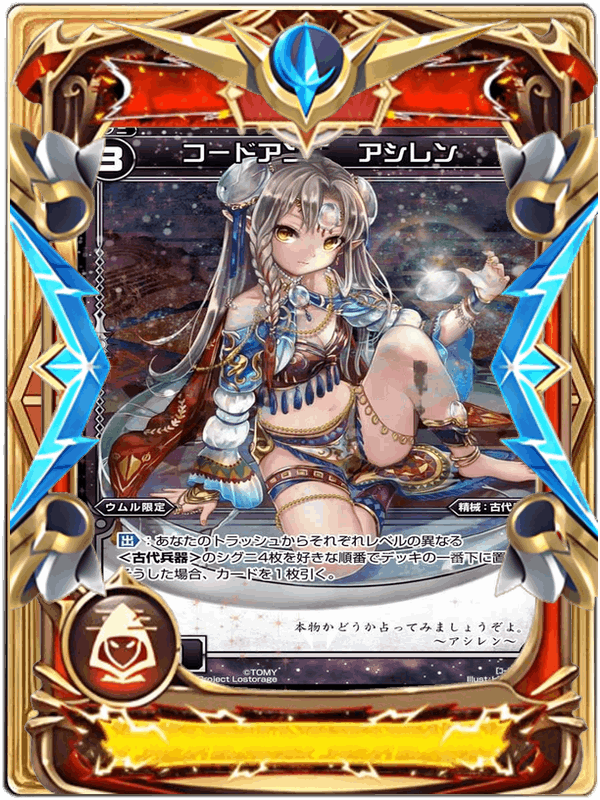 3
コードアン アシレン
ウムル限定
精械：古代
出：あなたのトラッシュからそれぞれレベルの異なる
＜古代兵器＞のシグニ4枚を好きな順番でデッキの一番下に置
そうした場合、カードを1枚引く。
本物かどうか占ってみましょうぞよ。
～アシレン～
©TOMY
Project Lostorage
Illust.